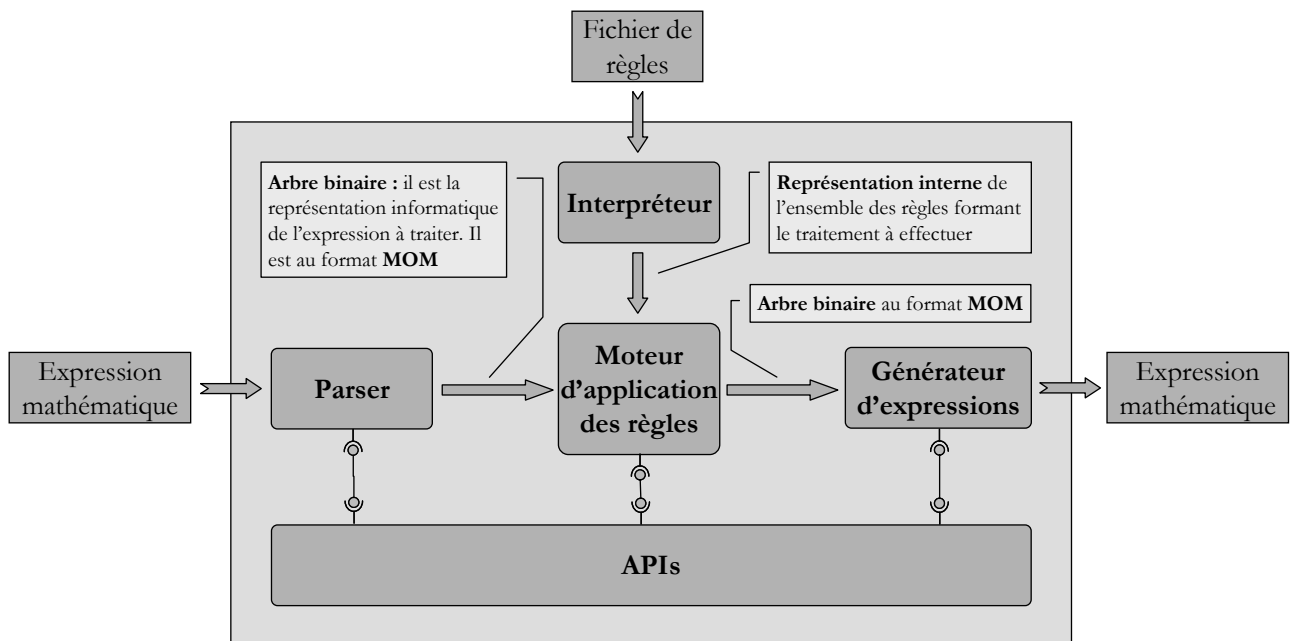 Fichier de
règles
Arbre binaire : il est la
représentation informatique
de l'expression à traiter. Il
est au format MOM
Interpréteur
Représentation interne de
l'ensemble des règles formant
le traitement à effectuer
Arbre binaire au format MOM
Expression
mathématique
Parser
Moteur
d'application
des règles
Générateur
d'expressions
Expression
mathématique
APIs